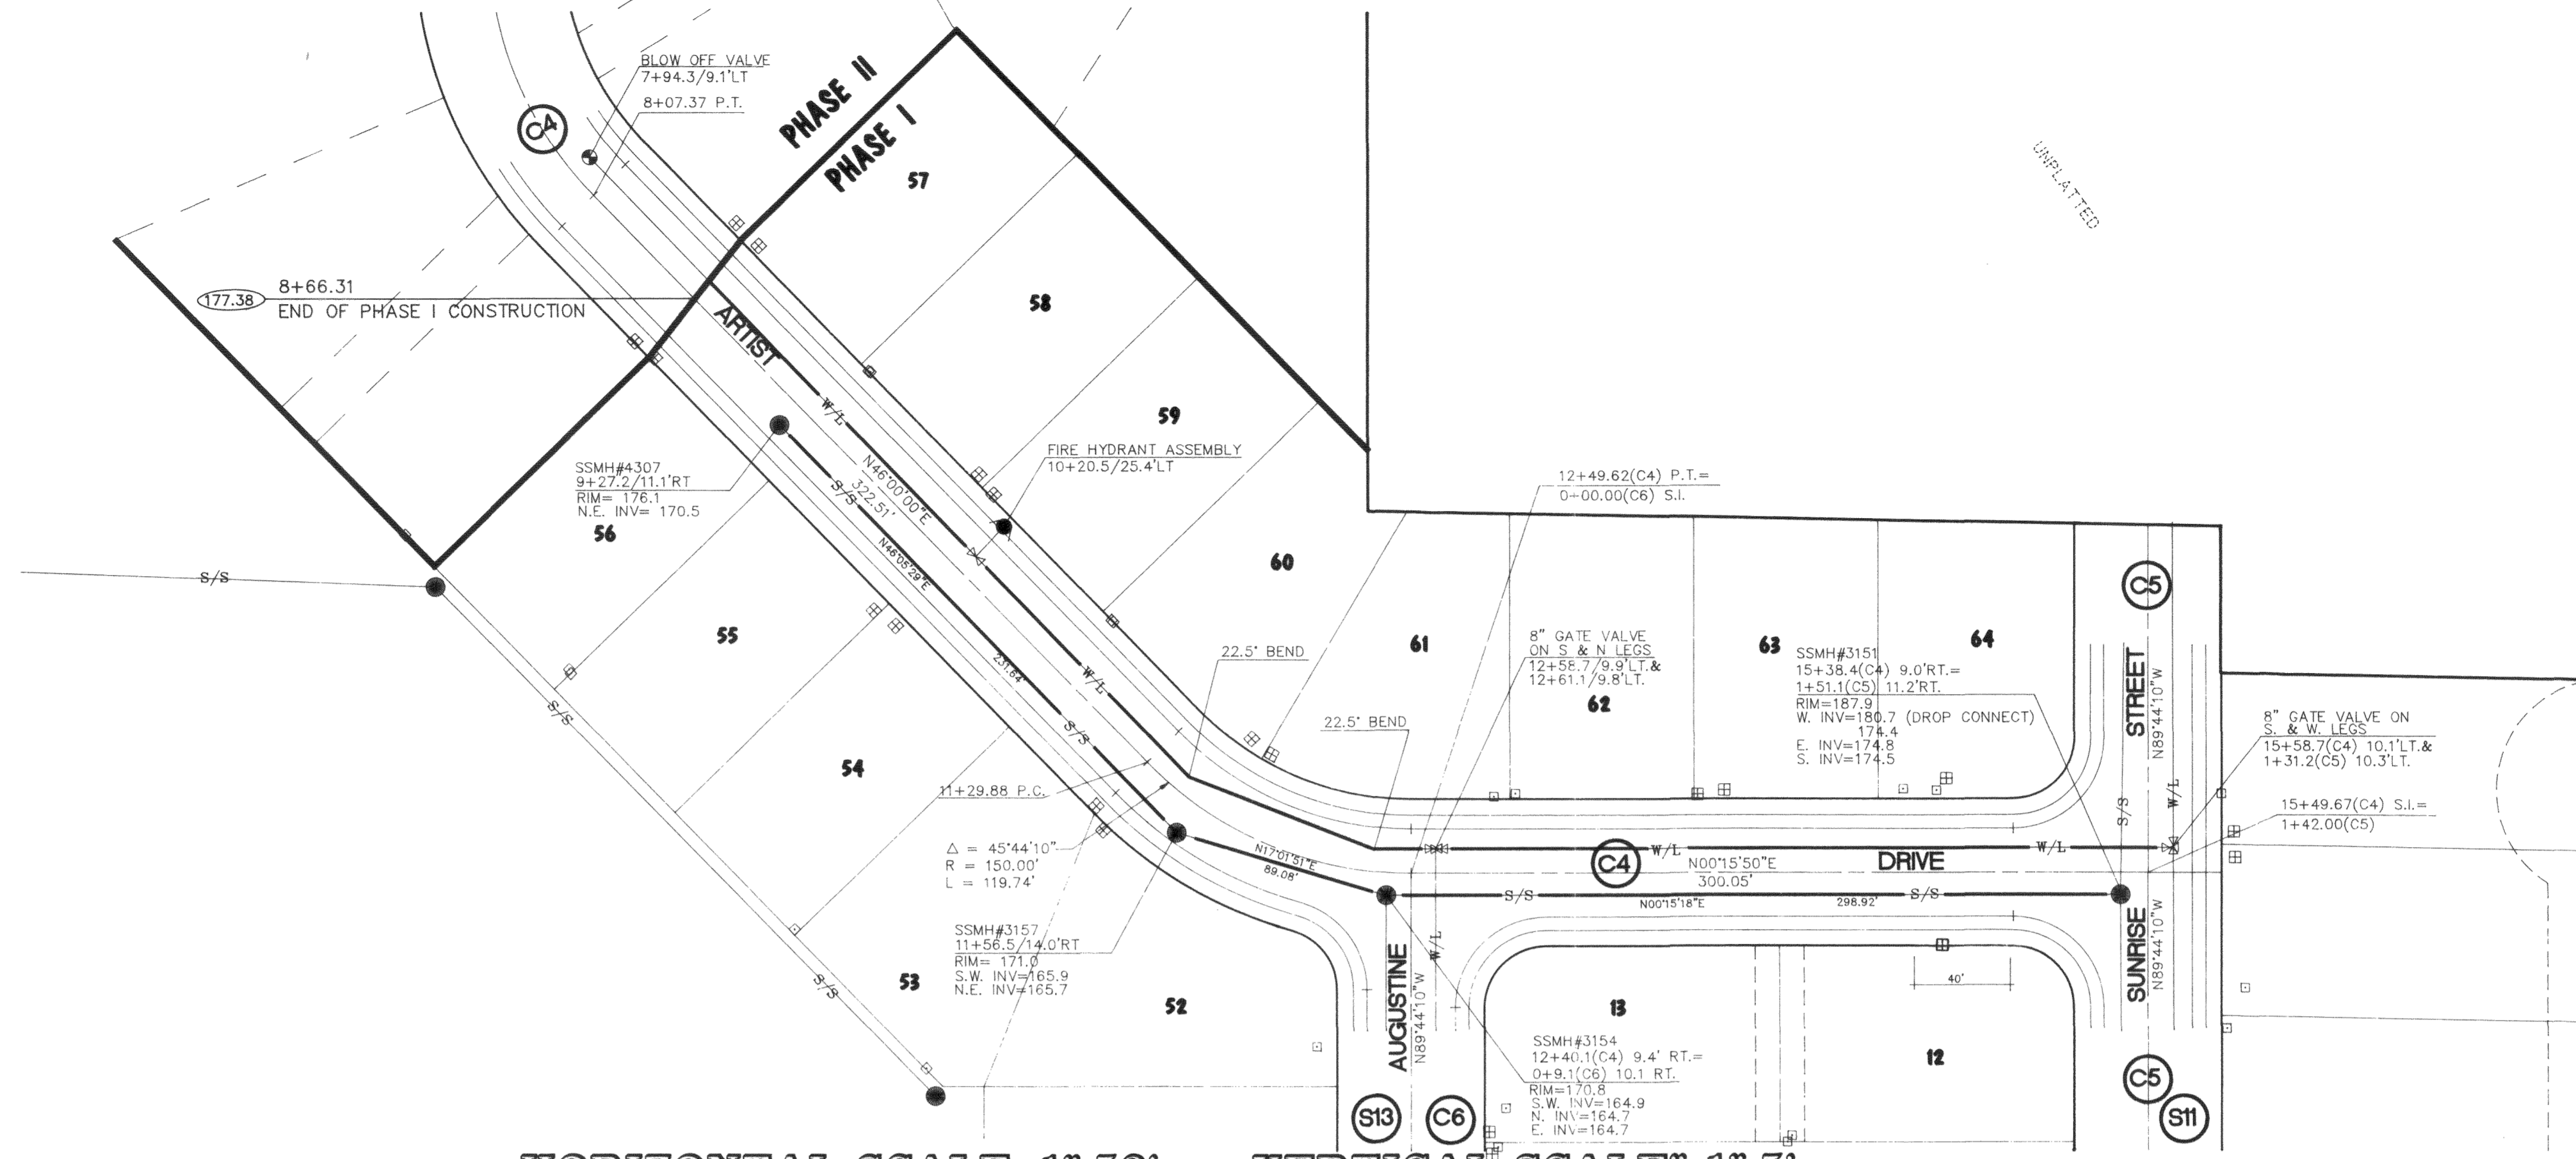 BLOW OFF VALVE
7+94.3/9.1'LT
8+07.37 P.T.
C4
PHASE II
PHASE I
57
UNPLATTED
177.38
8+66.31
END OF PHASE I CONSTRUCTION
ARTIST
58
W/L
59
FIRE HYDRANT ASSEMBLY
10+20.5/25.4'LT
SSMH#4307
9+27.2/11.1'RT
RIM= 176.1
N.E. INV= 170.5
S/S
N46°00'00"E
322.51'
12+49.62(C4) P.T.=
0+00.00(C6) S.I.
56
N46°05'29"E
60
S/S
C5
55
231.64'
W/L
22.5° BEND
61
8" GATE VALVE
ON S & N LEGS
12+58.7/9.9'LT.&
12+61.1/9.8'LT.
62
63
64
SSMH#3151
15+38.4(C4) 9.0'RT.=
1+51.1(C5) 11.2'RT.
RIM=187.9
W. INV=180.7 (DROP CONNECT)
174.4
E. INV=174.8
S. INV=174.5
STREET
N89°44'10"W
8" GATE VALVE ON
S. & W. LEGS
15+58.7(C4) 10.1'LT.&
1+31.2(C5) 10.3'LT.
S/S
S/S
22.5° BEND
54
11+29.88 P.C.
S/S
W/L
15+49.67(C4) S.I.=
1+42.00(C5)
Δ = 45°44'10"
R = 150.00'
L = 119.74'
N17°01'51"E
89.08'
W/L
C4
N00°15'50"E
300.05'
DRIVE
W/L
S/S
N00°15'18"E
298.92'
S/S
SSMH#3157
11+56.5/14.0'RT
RIM= 171.0
S.W. INV=165.9
N.E. INV=165.7
W/L
SUNRISE
N89°44'10"W
53
S/S
52
AUGUSTINE
N89°44'10"W
13
40'
12
SSMH#3154
12+40.1(C4) 9.4' RT.=
0+9.1(C6) 10.1 RT.
RIM=170.8
S.W. INV=164.9
N. INV=164.7
E. INV=164.7
C5
S13
C6
S11